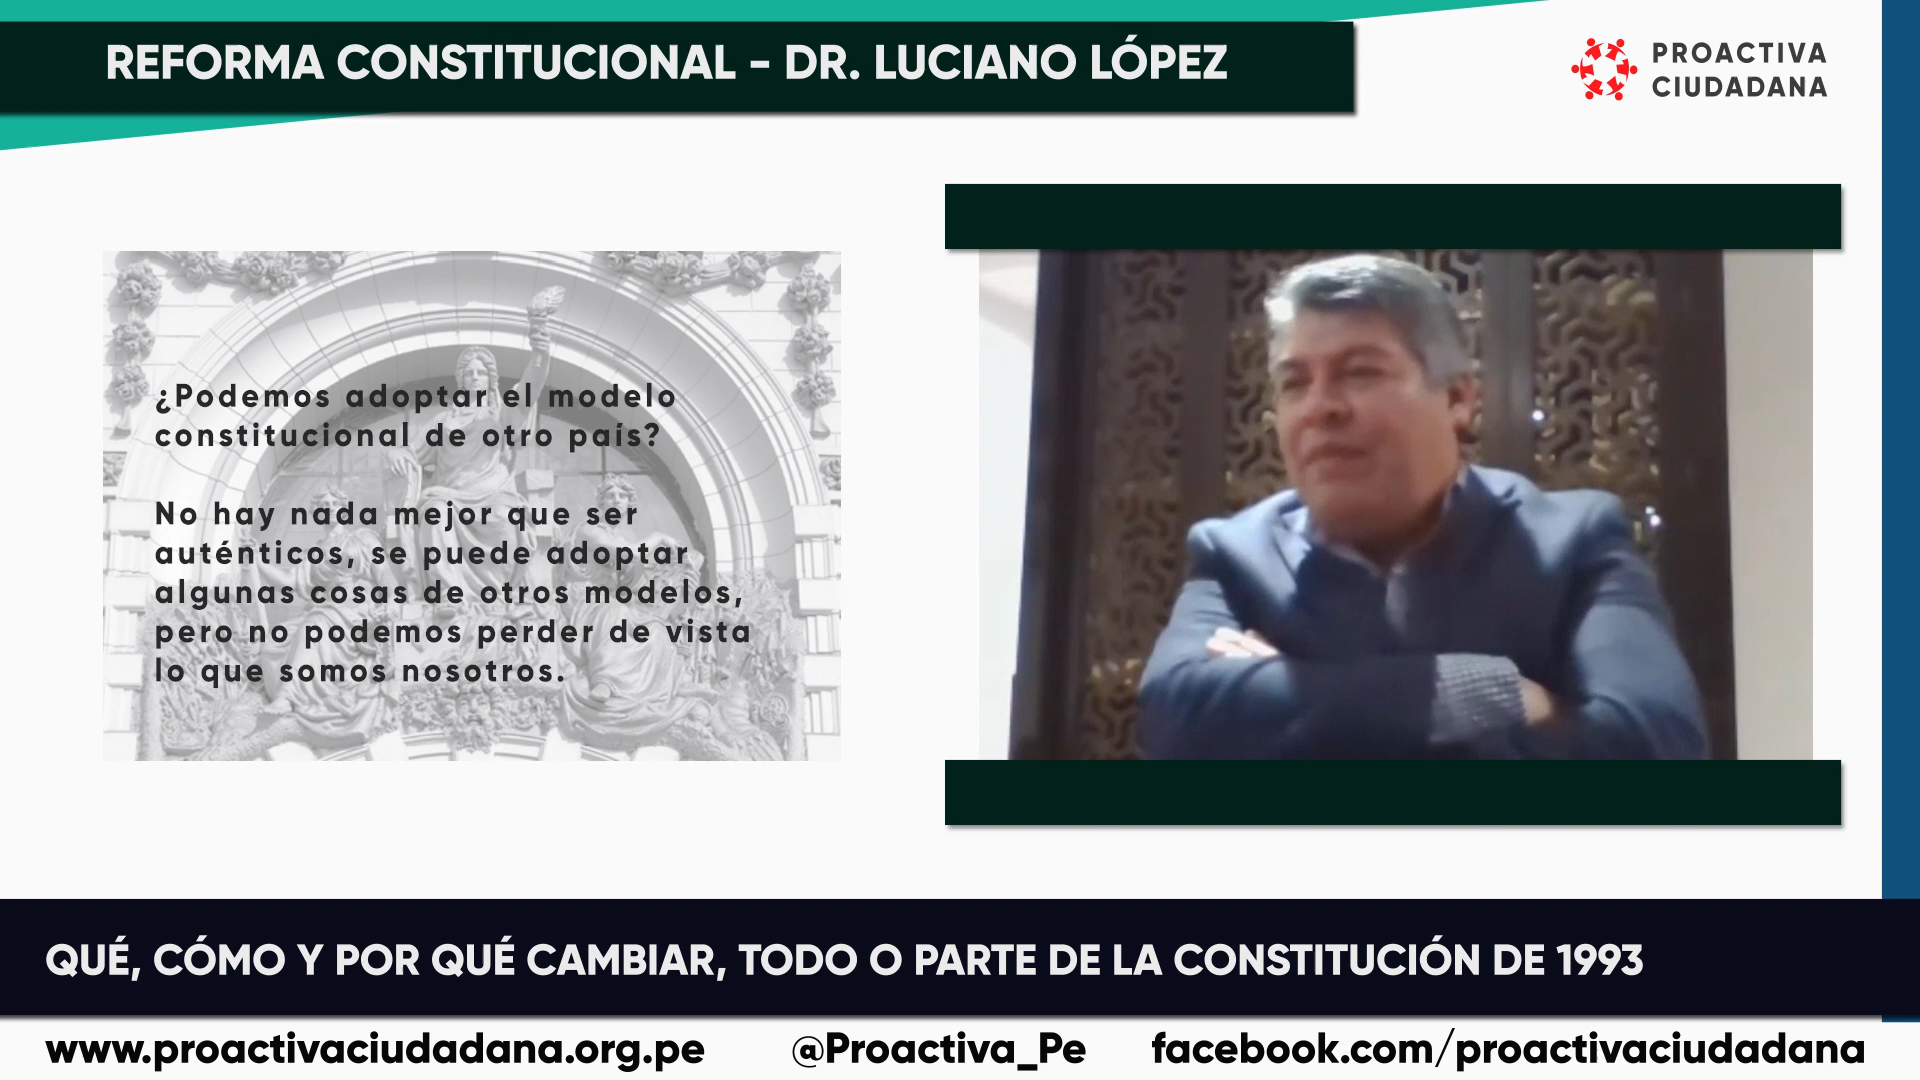 REFORMA CONSTITUCIONAL - DR. LUCIANO LÓPEZ
PROACTIVA
CIUDADANA
¿Podemos adoptar el modelo
constitucional de otro país?
No hay nada mejor que ser
auténticos, se puede adoptar
algunas cosas de otros modelos,
pero no podemos perder de vista
lo que somos nosotros.
QUÉ, CÓMO Y POR QUÉ CAMBIAR, TODO O PARTE DE LA CONSTITUCIÓN DE 1993
www.proactivaciudadana.org.pe @Proactiva_Pe facebook.com/proactivaciudadana